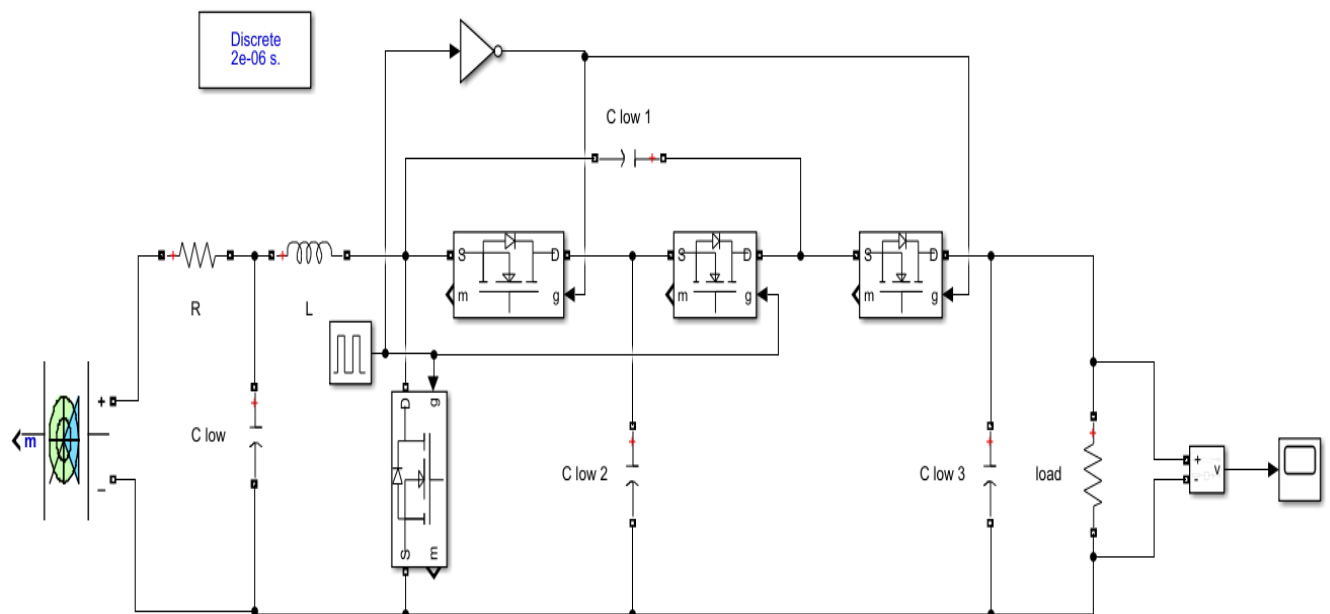 Discrete
2e-06 s.
C low 1
S
D
m
g
S
D
m
g
S
D
m
g
+
+
+
R
L
+
m
+
−
C low
+
D
g
S
m
C low 2
+
C low 3
+
load
+
+
-
v